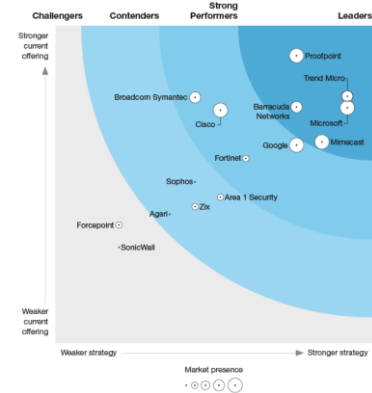 Challengers
Contenders
Strong
Performers
Leaders
Stronger
current
offering
Proofpoint
Trend Micro
Broadcom Symantec
Barracuda
Networks
Cisco
Microsoft
Google
Mimecast
Fortinet
Sophos
Area 1 Security
Zix
Agari
Forcepoint
SonicWall
Weaker
current
offering
Weaker strategy
Stronger strategy
Market presence